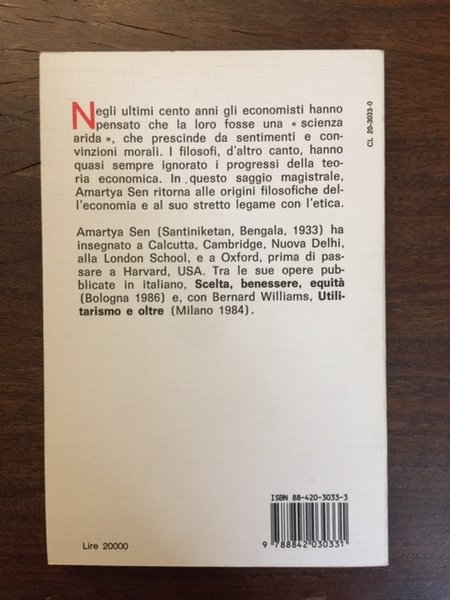 Negli ultimi cento anni gli economisti hanno
pensato che la loro fosse una « scienza
arida », che prescinde da sentimenti e con-
vinzioni morali. I filosofi, d'altro canto, hanno
quasi sempre ignorato i progressi della teo-
ria economica. In questo saggio magistrale,
Amartya Sen ritorna alle origini filosofiche del-
l'economia e al suo stretto legame con l'etica.
Amartya Sen (Santiniketan, Bengala, 1933) ha
insegnato a Calcutta, Cambridge, Nuova Delhi,
alla London School, e a Oxford, prima di pas-
sare a Harvard, USA. Tra le sue opere pub-
blicate in italiano, Scelta, benessere, equità
(Bologna 1986) e, con Bernard Williams, Utili-
tarismo e oltre (Milano 1984).
CL 20-3033-0
ISBN 88-420-3033-3
9 788842 030331
Lire 20000